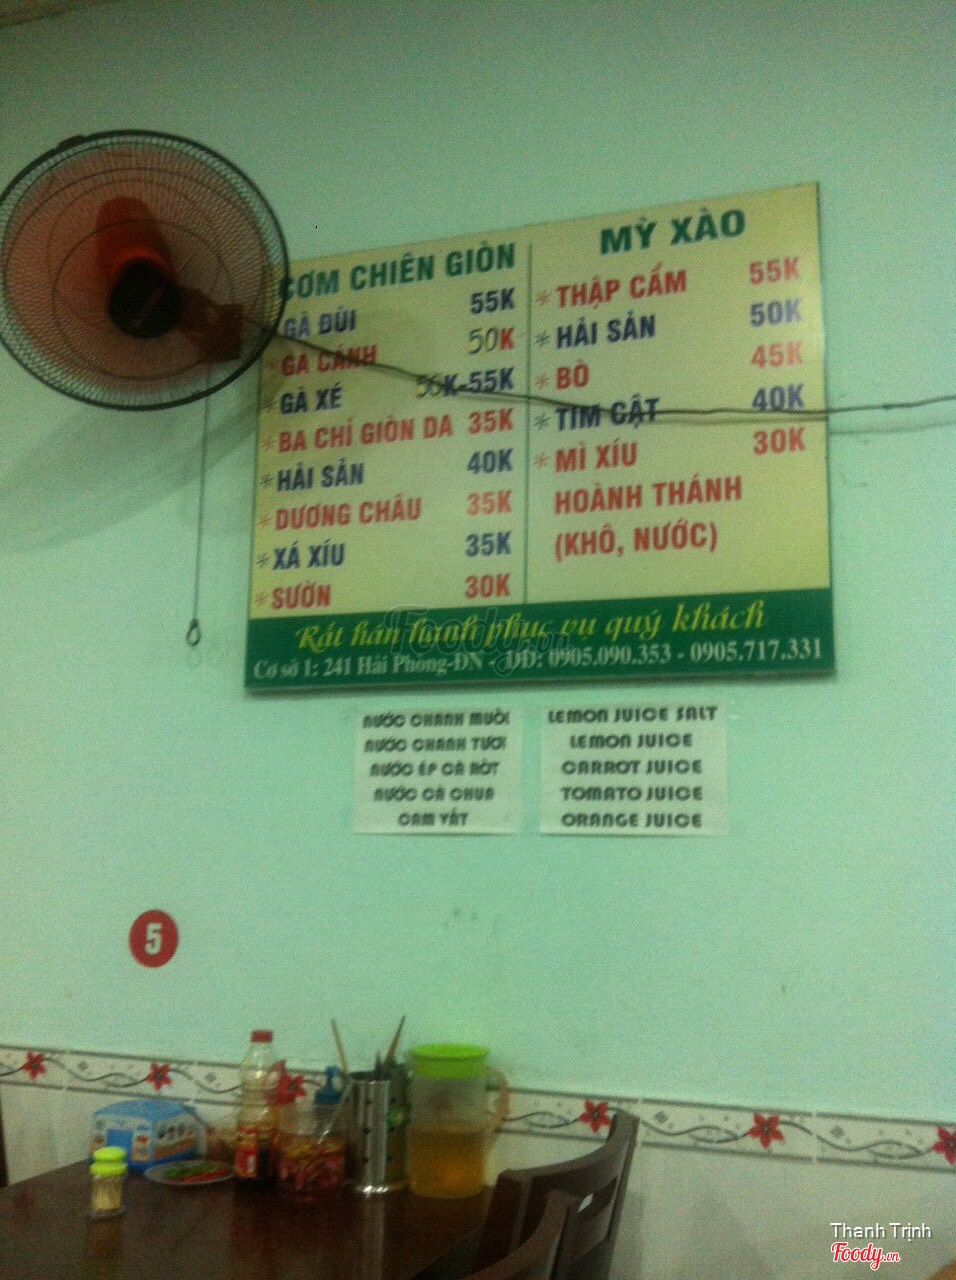 CƠM CHIÊN GIÒN
GÀ ĐÙI 55K
* GÀ CÁNH 50K
* GÀ XÉ 50K-55K
* BA CHỈ GIÒN DA 35K
* HẢI SẢN 40K
* DƯƠNG CHÂU 35K
* XÁ XÍU 35K
* SƯỜN 30K
MỲ XÀO
* THẬP CẨM 55K
* HẢI SẢN 50K
* BÒ 45K
* TIM CẬT 40K
* MÌ XÍU 30K
HOÀNH THÁNH
(KHÔ, NƯỚC)
Rất hân hạnh phục vụ quý khách
Cơ sở 1: 241 Hải Phòng-ĐN - DĐ: 0905.090.353 - 0905.717.331
Foody.vn
NƯỚC CHANH MUỐI
NƯỚC CHANH TƯƠI
NƯỚC ÉP CÀ RỐT
NƯỚC CÀ CHUA
CAM VẮT
LEMON JUICE SALT
LEMON JUICE
CARROT JUICE
TOMATO JUICE
ORANGE JUICE
5
Thanh Trịnh
Foody.vn